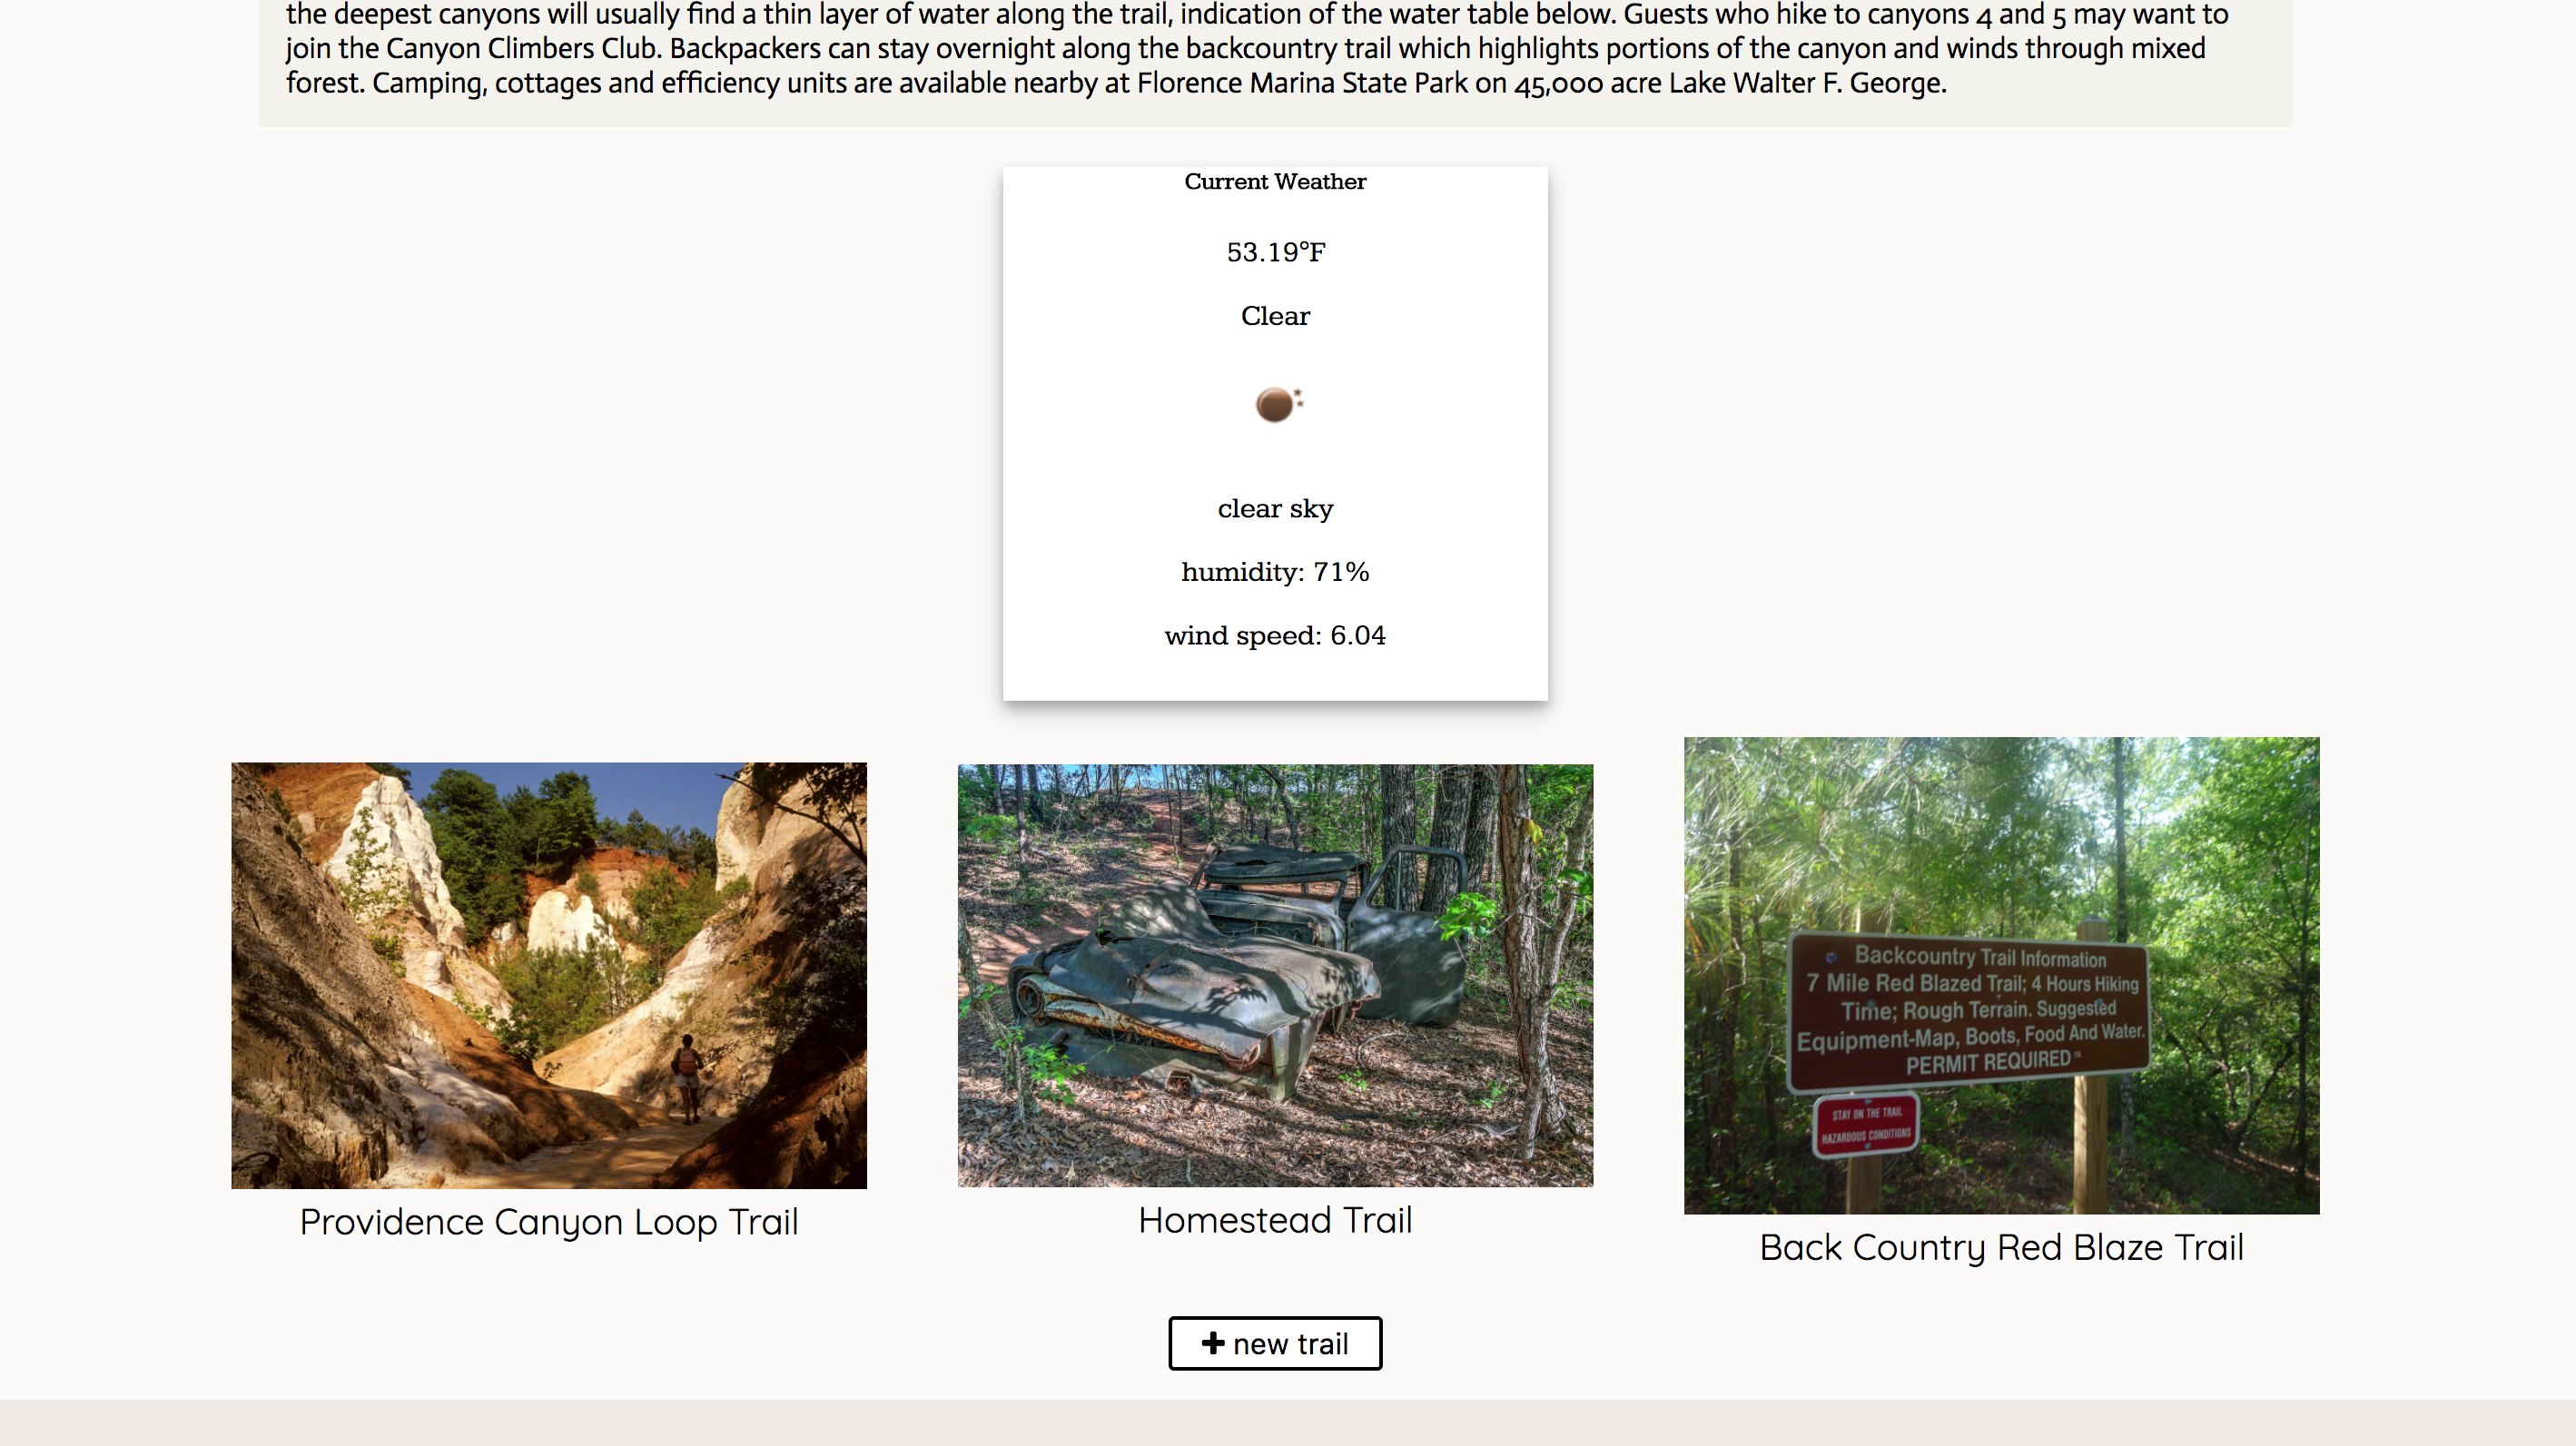 the deepest canyons will usually find a thin layer of water along the trail, indication of the water table below. Guests who hike to canyons 4 and 5 may want to
join the Canyon Climbers Club. Backpackers can stay overnight along the backcountry trail which highlights portions of the canyon and winds through mixed
forest. Camping, cottages and efficiency units are available nearby at Florence Marina State Park on 45,000 acre Lake Walter F. George.
Current Weather
53.19°F
Clear
clear sky
humidity: 71%
wind speed: 6.04
Backcountry Trail Information
7 Mile Red Blazed Trail; 4 Hours Hiking
Time; Rough Terrain. Suggested
Equipment-Map, Boots, Food And Water.
PERMIT REQUIRED
STAY ON THE TRAIL
HAZARDOUS CONDITIONS
Providence Canyon Loop Trail
Homestead Trail
Back Country Red Blaze Trail
new trail